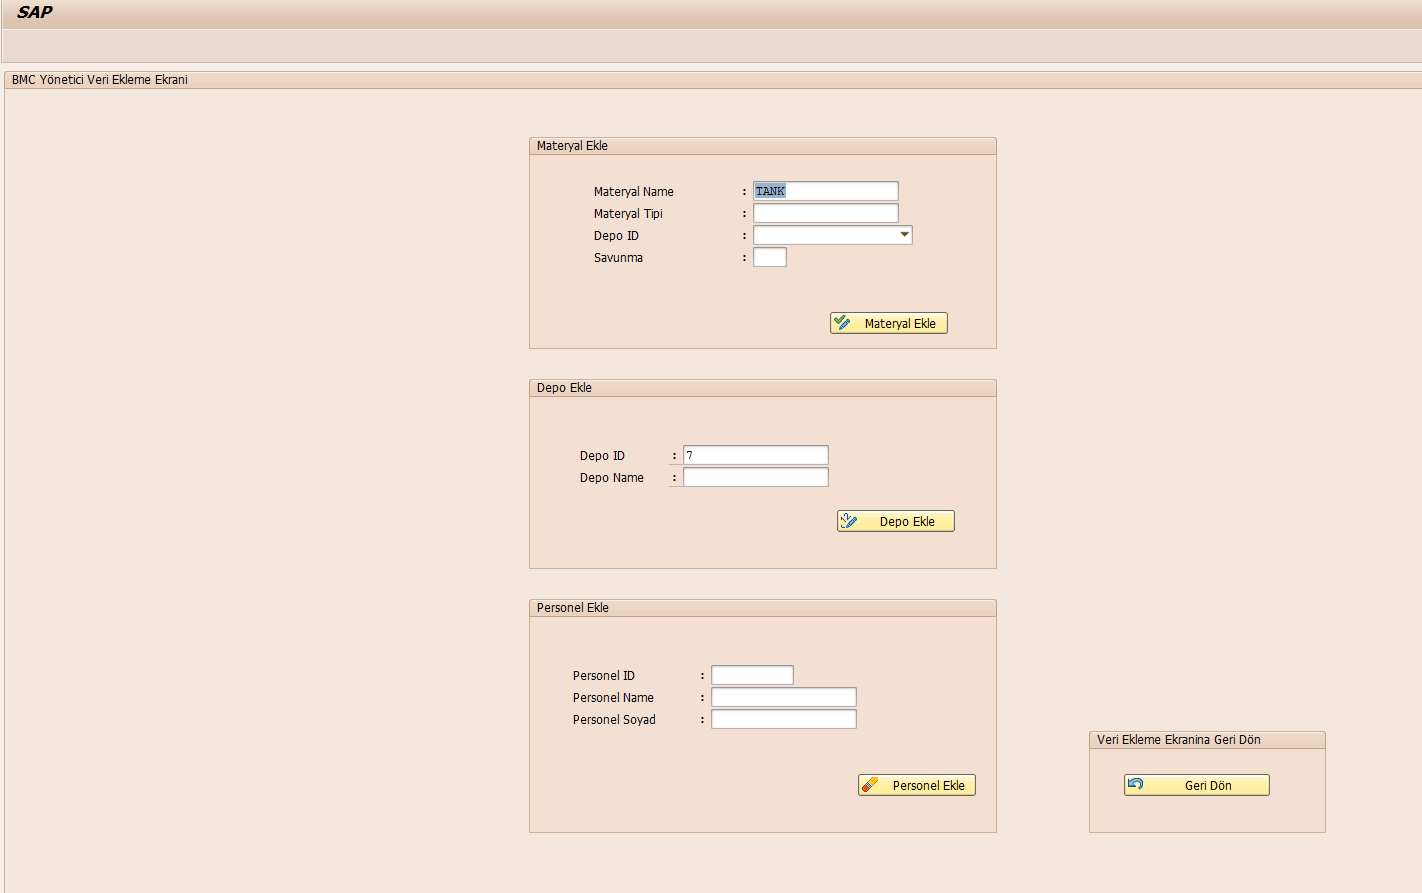 SAP
BMC Yönetici Veri Ekleme Ekrani
Materyal Ekle
Materyal Name : TANK
Materyal Tipi :
Depo ID :
Savunma :
Materyal Ekle
Depo Ekle
Depo ID : 7
Depo Name :
Depo Ekle
Personel Ekle
Personel ID :
Personel Name :
Personel Soyad :
Personel Ekle
Veri Ekleme Ekranina Geri Dön
Geri Dön